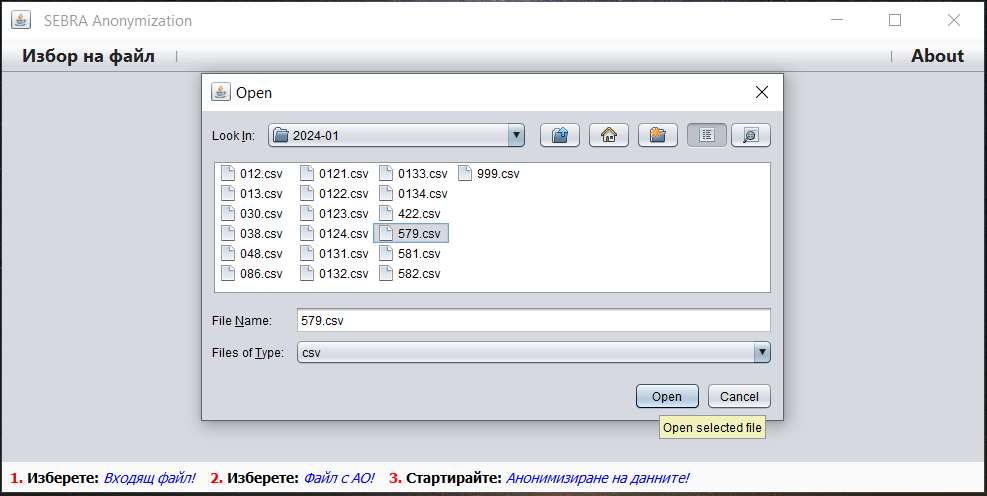 SEBRA Anonymization
Избор на файл About
Open
Look In: 2024-01
012.csv 0121.csv 0133.csv 999.csv
013.csv 0122.csv 0134.csv
030.csv 0123.csv 422.csv
038.csv 0124.csv 579.csv
048.csv 0131.csv 581.csv
086.csv 0132.csv 582.csv
File Name: 579.csv
Files of Type: csv
Open Cancel
Open selected file
1. Изберете: Входящ файл! 2. Изберете: Файл с АО! 3. Стартирайте: Анонимизиране на данните!